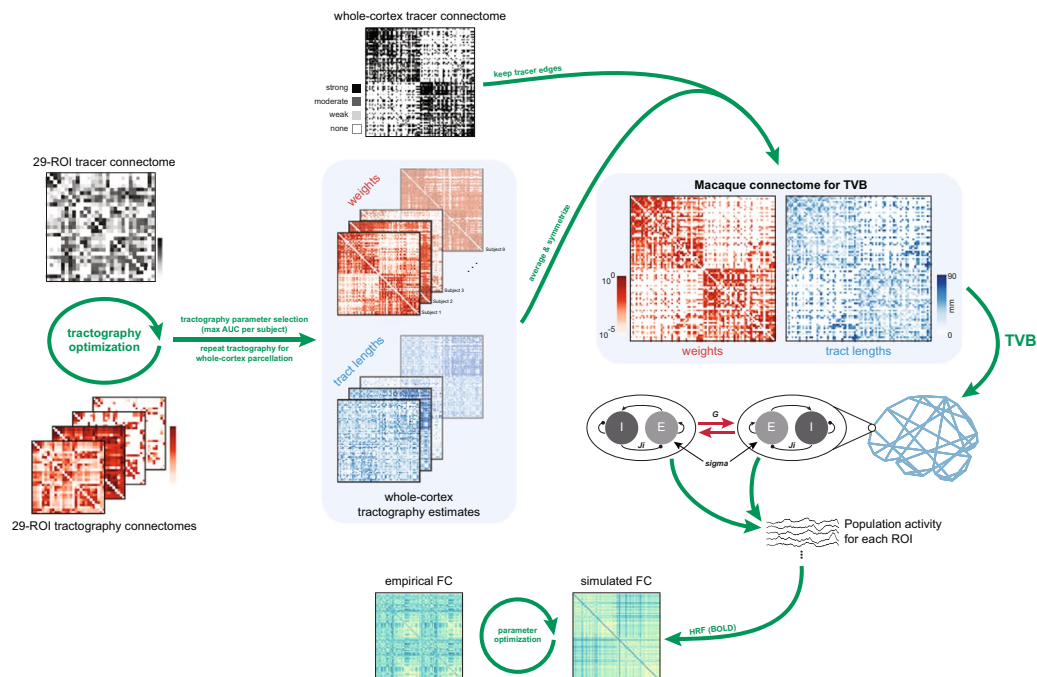 whole-cortex tracer connectome
strong
moderate
weak
none
keep tracer edges
29-ROI tracer connectome
tractography
optimization
tractography parameter selection
(max AUC per subject)
repeat tractography for
whole-cortex parcellation
29-ROI tractography connectomes
weights
Subject 8
Subject 3
Subject 2
Subject 1
tract lengths
whole-cortex
tractography estimates
average & symmetrize
Macaque connectome for TVB
10 0
10 -5
weights
90
mm
0
tract lengths
TVB
I
E
G
E
I
Ji
Ji
sigma
Population activity
for each ROI
HRF (BOLD)
empirical FC
parameter
optimization
simulated FC